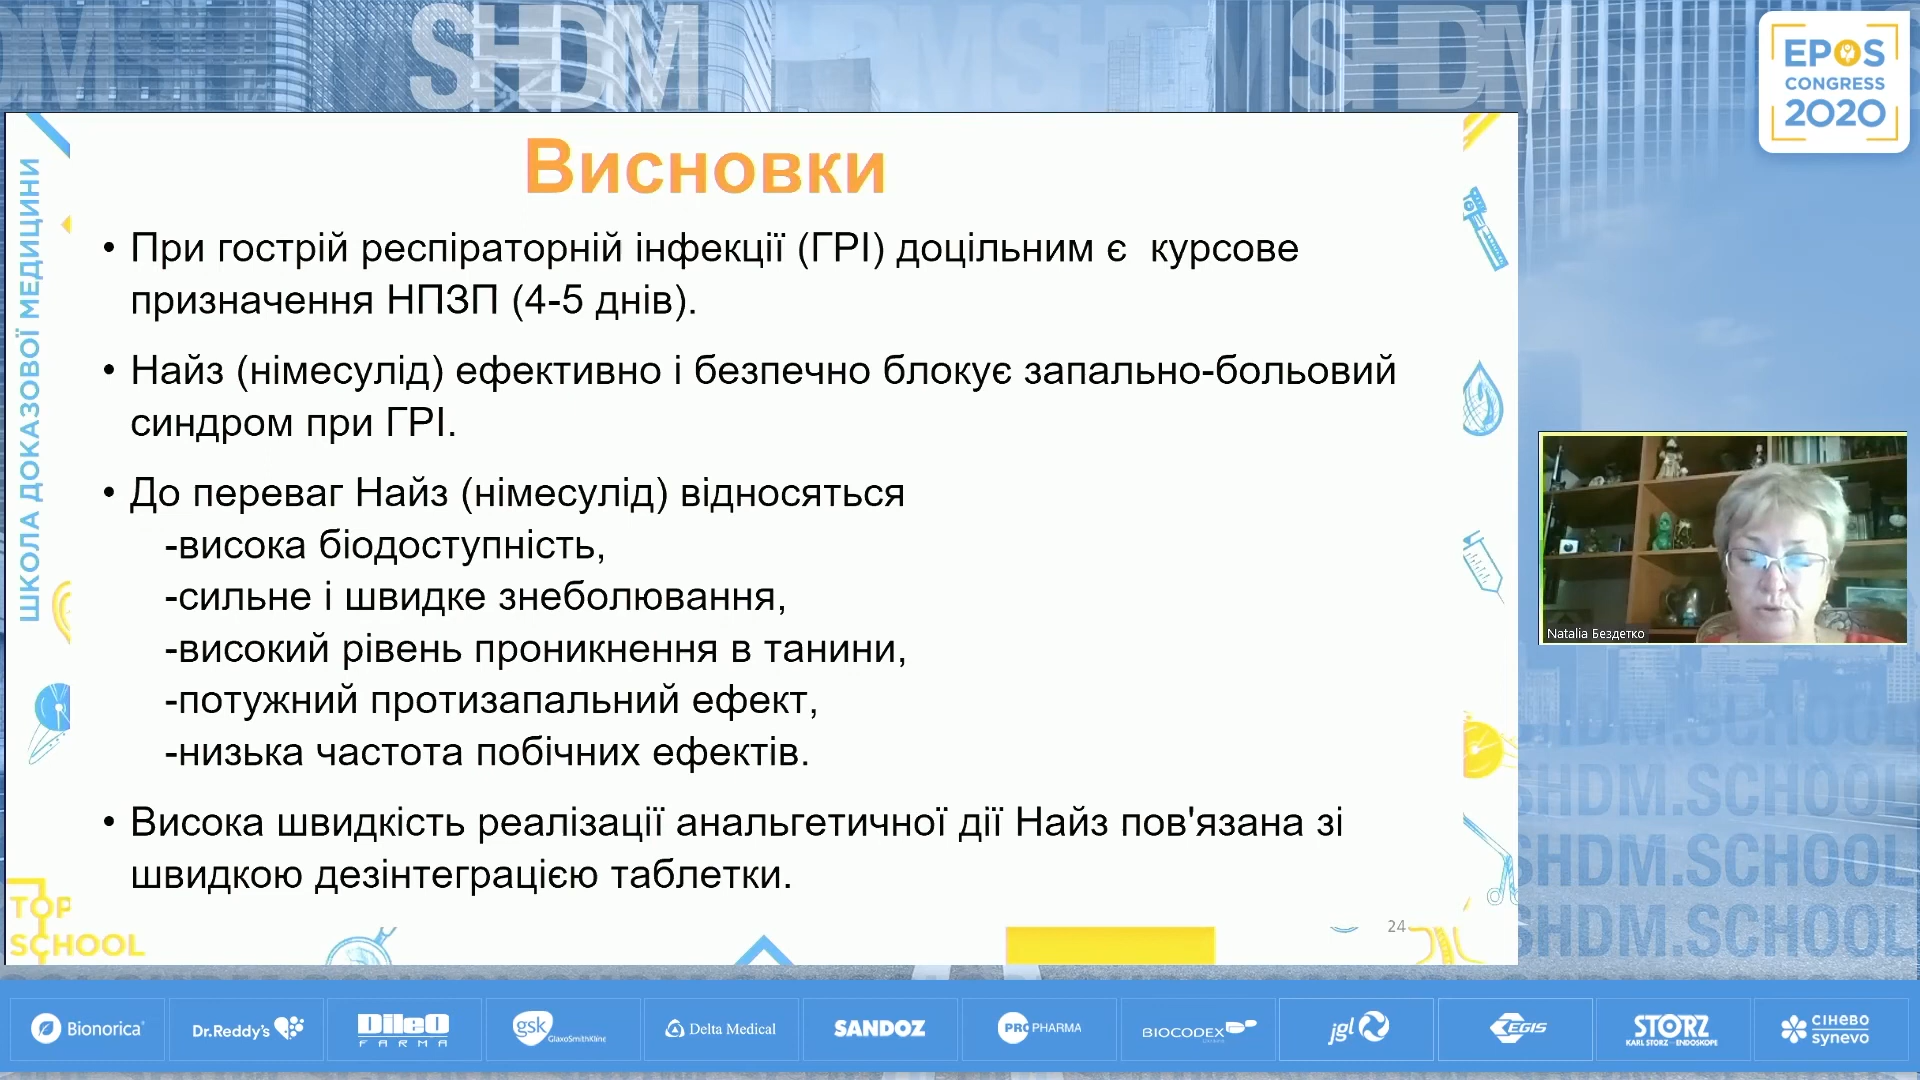 SHDM
EPOS
CONGRESS
2020
ШКОЛА ДОКАЗОВОЇ МЕДИЦИНИ
Висновки
• При гострій респіраторній інфекції (ГРІ) доцільним є курсове
призначення НПЗП (4-5 днів).
• Найз (німесулід) ефективно і безпечно блокує запально-больовий
синдром при ГРІ.
• До переваг Найз (німесулід) відносяться
-висока біодоступність,
-сильне і швидке знеболювання,
-високий рівень проникнення в танини,
-потужний протизапальний ефект,
-низька частота побічних ефектів.
• Висока швидкість реалізації анальгетичної дії Найз пов'язана зі
швидкою дезінтеграцією таблетки.
24
TOP
SCHOOL
Natalia Бездетко
SHDM.SCHOOL
SHDM.SCHOOL
SHDM.SCHOOL
SHDM.SCHOOL
Bionorica
Dr.Reddy's
DileO
FARMA
gsk
GlaxoSmithKline
Delta Medical
SANDOZ
PRO PHARMA
BIOCODEX
jgl
EGIS
STORZ
KARL STORZ—ENDOSKOPE
СІНЕВО
synevo